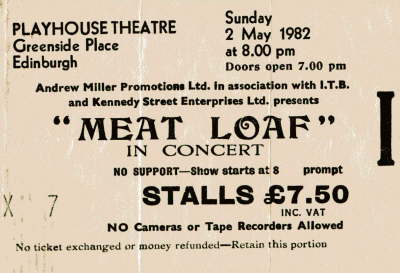 PLAYHOUSE THEATRE
Greenside Place
Edinburgh
Sunday
2 May 1982
at 8.00 pm
Doors open 7.00 pm
Andrew Miller Promotions Ltd. in association with I.T.B.
and Kennedy Street Enterprises Ltd. presents
"MEAT LOAF"
IN CONCERT
NO SUPPORT—Show starts at 8 prompt
STALLS £7.50
INC. VAT
X 7
NO Cameras or Tape Recorders Allowed
No ticket exchanged or money refunded—Retain this portion